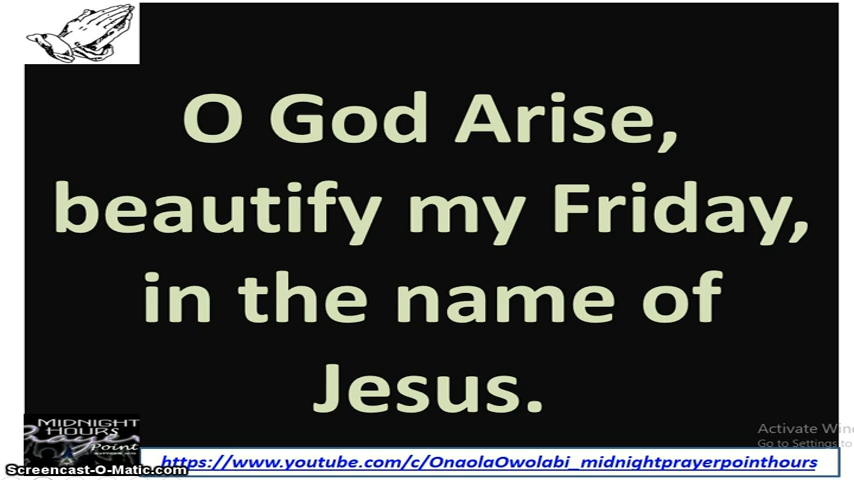 O God Arise,
beautify my Friday,
in the name of
Jesus.
MIDNIGHT
HOURS
Prayer
Point
Screencast-O-Matic.com
https://www.youtube.com/c/OnaolaOwolabi_midnightprayerpointhours
Activate Win
Go to Settings to